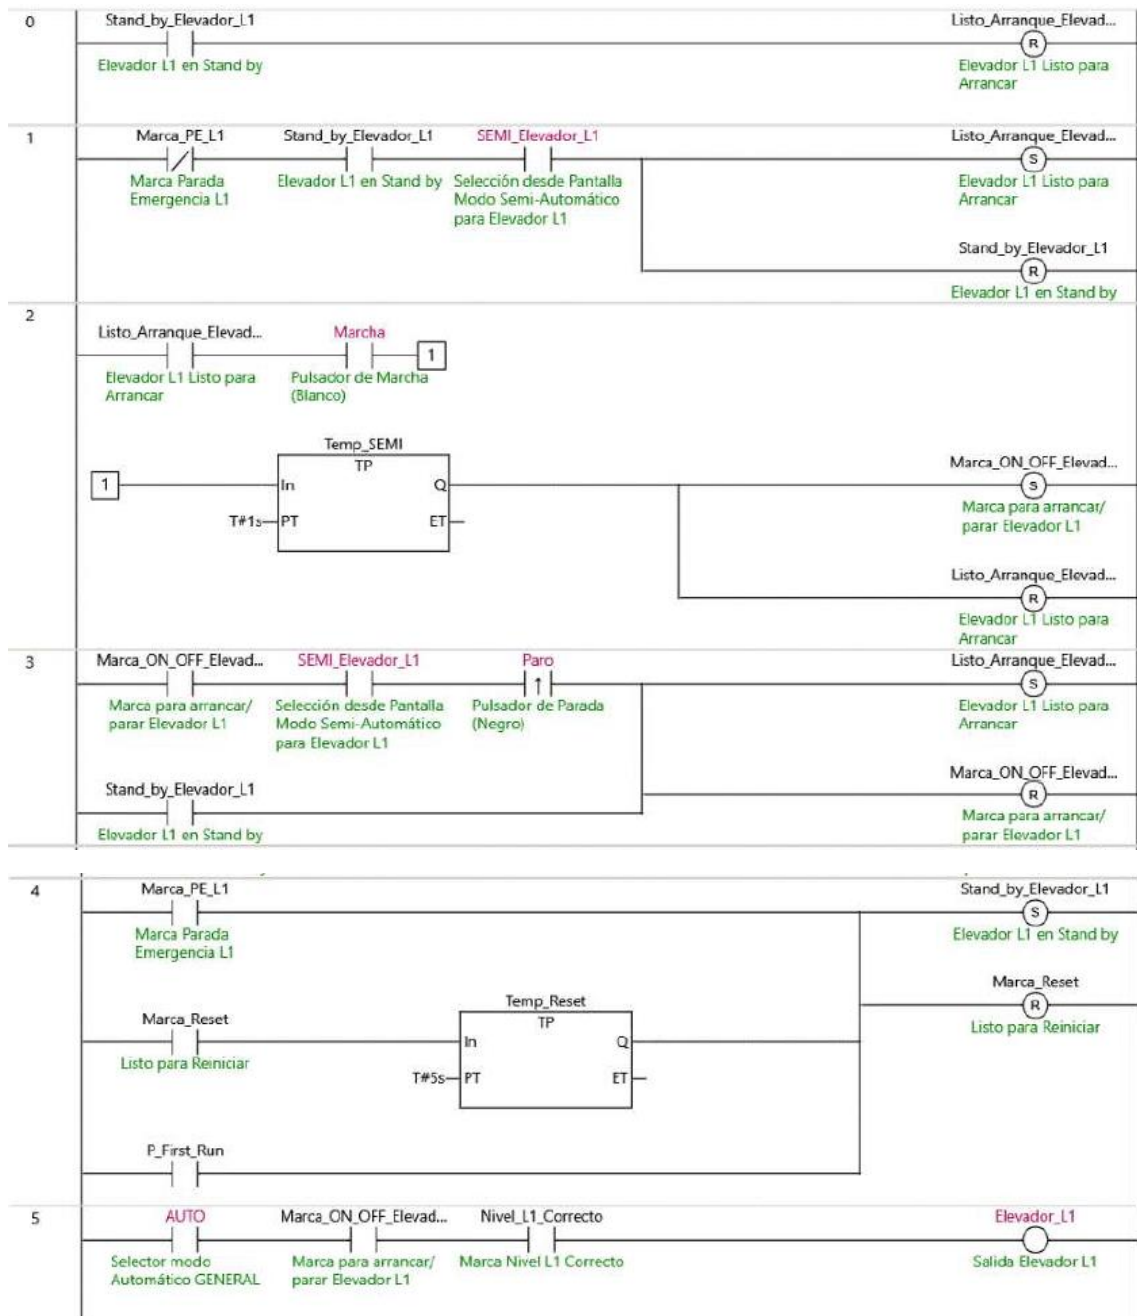 0
Stand_by_Elevador_L1
Listo_Arranque_Elevad...
R
Elevador L1 en Stand by
Elevador L1 Listo para
Arrancar
1
Marca_PE_L1
Stand_by_Elevador_L1
SEMI_Elevador_L1
Listo_Arranque_Elevad...
S
Marca Parada
Emergencia L1
Elevador L1 en Stand by
Selección desde Pantalla
Modo Semi-Automático
para Elevador L1
Elevador L1 Listo para
Arrancar
Stand_by_Elevador_L1
R
Elevador L1 en Stand by
2
Listo_Arranque_Elevad...
Marcha
1
Elevador L1 Listo para
Arrancar
Pulsador de Marcha
(Blanco)
Temp_SEMI
TP
1
In
Q
T#1s
PT
ET
Marca_ON_OFF_Elevad...
S
Marca para arrancar/
parar Elevador L1
Listo_Arranque_Elevad...
R
Elevador L1 Listo para
Arrancar
3
Marca_ON_OFF_Elevad...
SEMI_Elevador_L1
Paro
Listo_Arranque_Elevad...
S
Marca para arrancar/
parar Elevador L1
Selección desde Pantalla
Modo Semi-Automático
para Elevador L1
Pulsador de Parada
(Negro)
Elevador L1 Listo para
Arrancar
Stand_by_Elevador_L1
Marca_ON_OFF_Elevad...
R
Elevador L1 en Stand by
Marca para arrancar/
parar Elevador L1
4
Marca_PE_L1
Stand_by_Elevador_L1
S
Marca Parada
Emergencia L1
Elevador L1 en Stand by
Marca_Reset
R
Listo para Reiniciar
Marca_Reset
Listo para Reiniciar
Temp_Reset
TP
In
Q
T#5s
PT
ET
P_First_Run
5
AUTO
Marca_ON_OFF_Elevad...
Nivel_L1_Correcto
Elevador_L1
Selector modo
Automático GENERAL
Marca para arrancar/
parar Elevador L1
Marca Nivel L1 Correcto
Salida Elevador L1